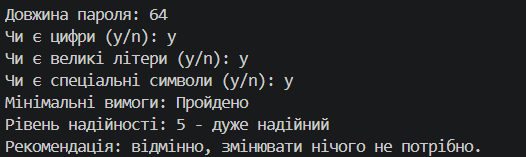 Довжина пароля: 64
Чи є цифри (y/n): y
Чи є великі літери (y/n): y
Чи є спеціальні символи (y/n): y
Мінімальні вимоги: Пройдено
Рівень надійності: 5 - дуже надійний
Рекомендація: відмінно, змінювати нічого не потрібно.